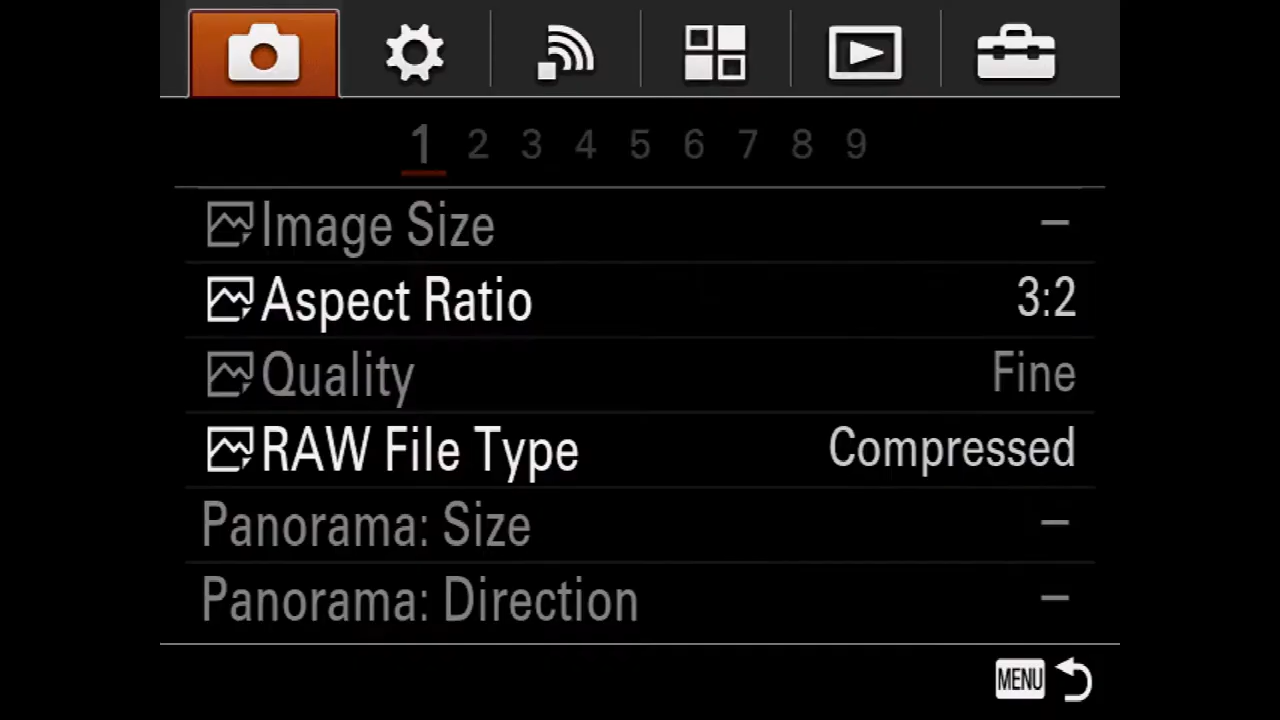 1 2 3 4 5 6 7 8 9
Image Size –
Aspect Ratio 3:2
Quality Fine
RAW File Type Compressed
Panorama: Size –
Panorama: Direction –
MENU